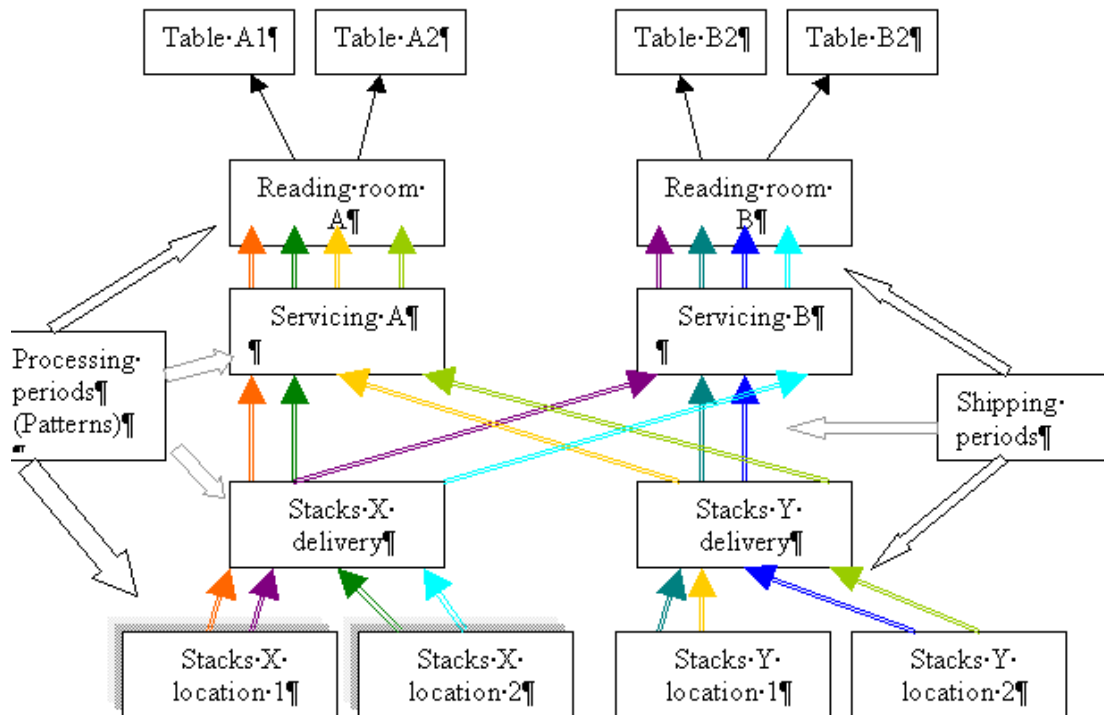 Table·A1¶
Table·A2¶
Table·B2¶
Table·B2¶
Reading·room·
A¶
Reading·room·
B¶
Servicing·A¶
¶
Servicing·B¶
¶
Processing·
periods¶
(Patterns)¶
¶
Shipping·
periods¶
Stacks·X·
delivery¶
Stacks·Y·
delivery¶
Stacks·X·
location·1¶
Stacks·X·
location·2¶
Stacks·Y·
location·1¶
Stacks·Y·
location·2¶